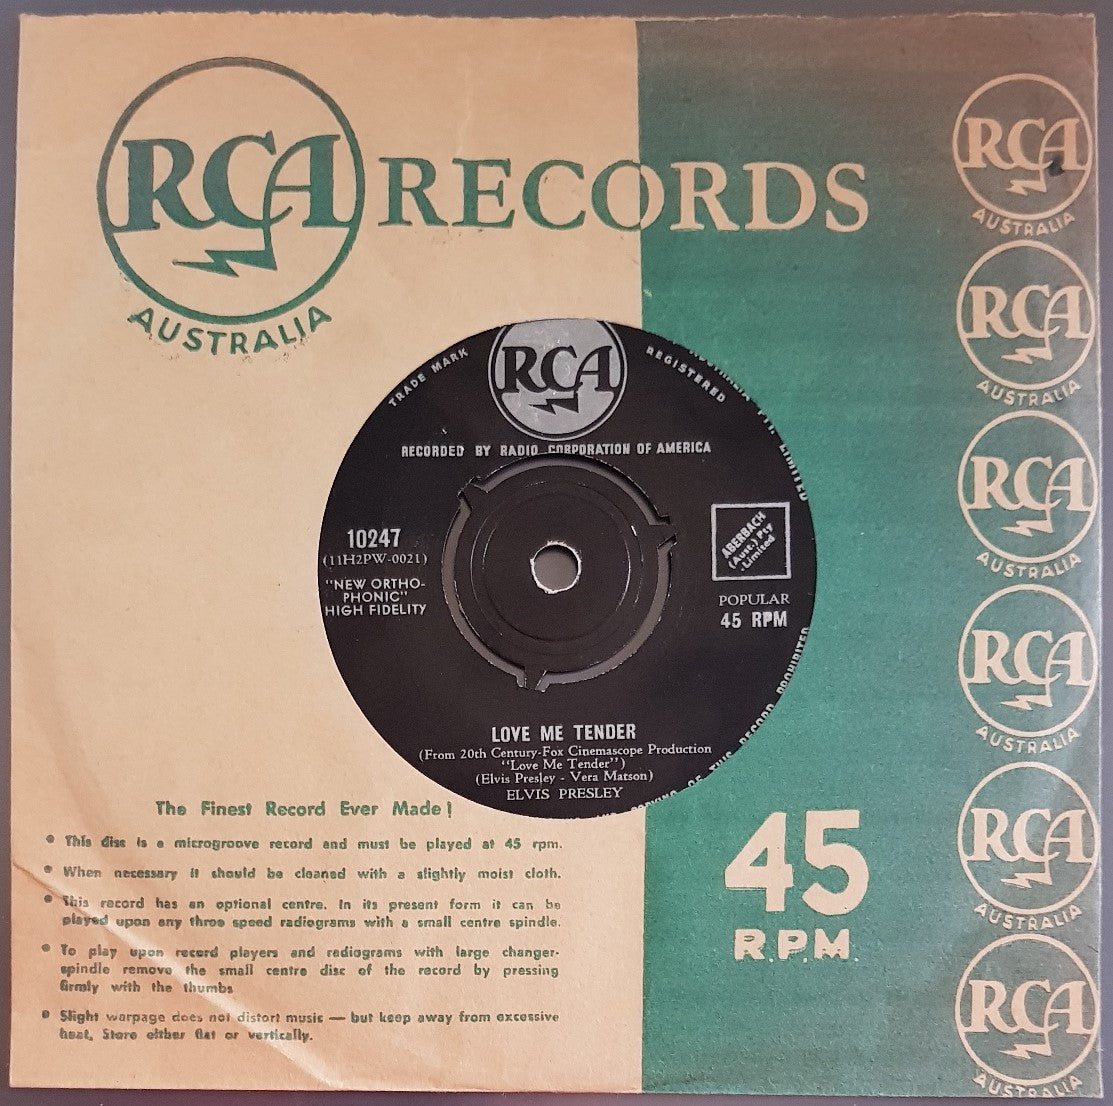 RCA RECORDS
AUSTRALIA
RCA
AUSTRALIA
RCA
AUSTRALIA
RCA
AUSTRALIA
RCA
AUSTRALIA
RCA
AUSTRALIA
RCA
AUSTRALIA
TRADE MARK
RCA
REGISTERED
PTY. LIMITED
RECORDED BY RADIO CORPORATION OF AMERICA
10247
(11H2PW-0021)
"NEW ORTHO-
PHONIC"
HIGH FIDELITY
ABERBACH
(Aust.) Pty
Limited
POPULAR
45 RPM
OF THIS RECORD PROHIBITED
LOVE ME TENDER
(From 20th Century-Fox Cinemascope Production
"Love Me Tender")
(Elvis Presley - Vera Matson)
ELVIS PRESLEY
The Finest Record Ever Made!
• This disc is a microgroove record and must be played at 45 rpm.
• When necessary it should be cleaned with a slightly moist cloth.
• This record has an optional centre. In its present form it can be
played upon any three speed radiograms with a small centre spindle.
• To play upon record players and radiograms with large changer-
spindle remove the small centre disc of the record by pressing
firmly with the thumbs
• Slight warpage does not distort music — but keep away from excessive
heat, Store either flat or vertically.
45
R.P.M.